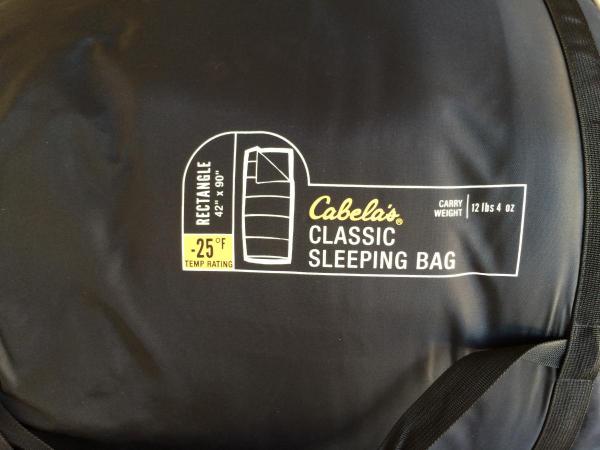 RECTANGLE
42" x 90"
-25°F
TEMP RATING
Cabela's®
CLASSIC
SLEEPING BAG
CARRY
WEIGHT
12 lbs 4 oz